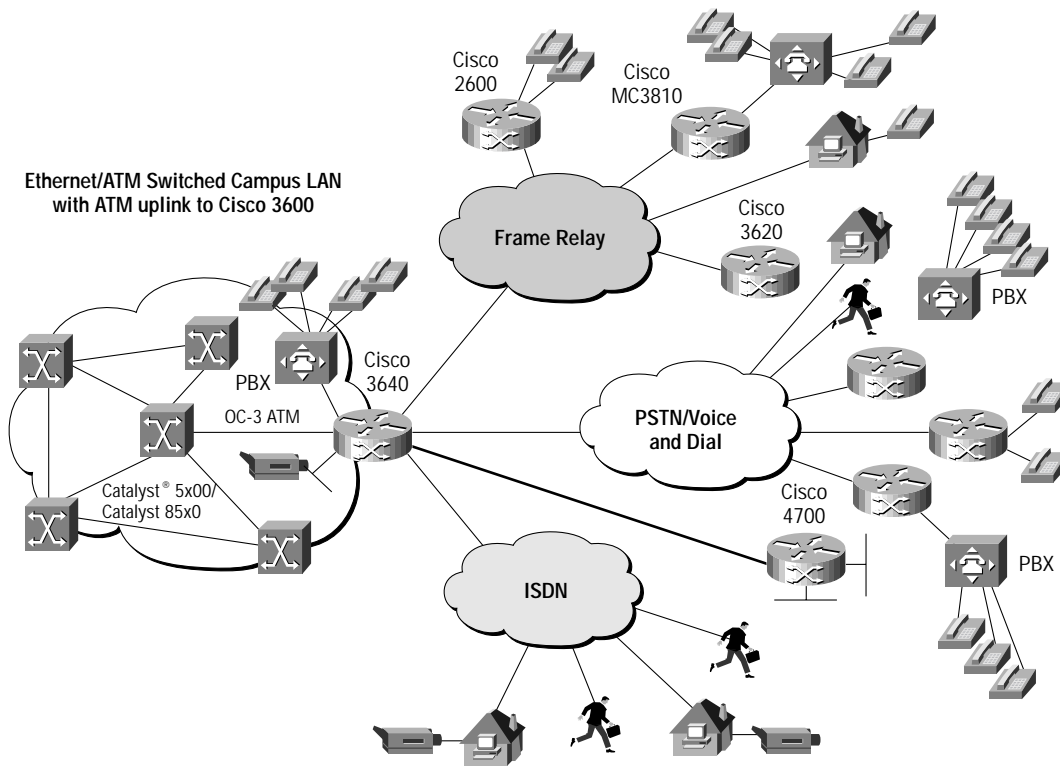 Cisco
2600
Cisco
MC3810
Ethernet/ATM Switched Campus LAN
with ATM uplink to Cisco 3600
Frame Relay
Cisco
3620
PBX
PBX
Cisco
3640
OC-3 ATM
PSTN/Voice
and Dial
Catalyst® 5x00/
Catalyst 85x0
Cisco
4700
PBX
ISDN